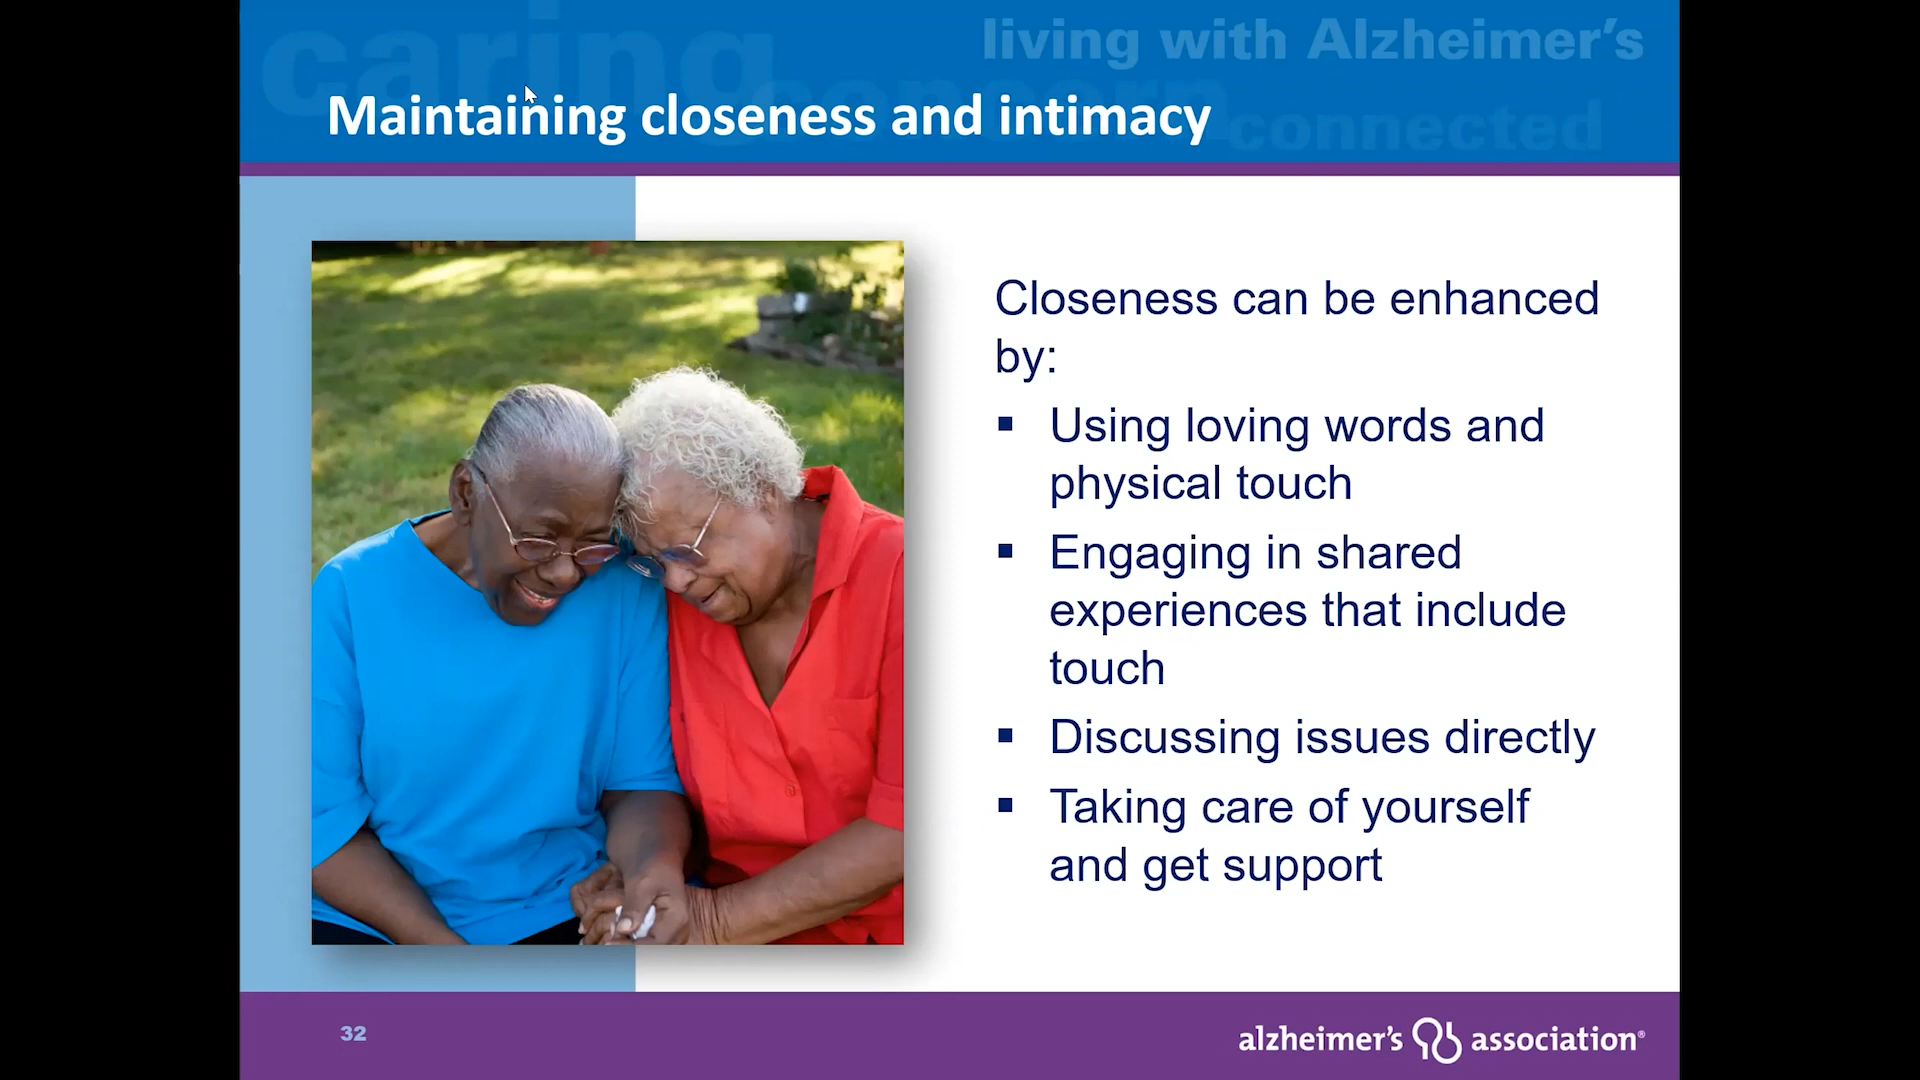 caring
living with Alzheimer's
concern
connected
Maintaining closeness and intimacy
Closeness can be enhanced
by:
▪ Using loving words and
physical touch
▪ Engaging in shared
experiences that include
touch
▪ Discussing issues directly
▪ Taking care of yourself
and get support
32
alzheimer's association®